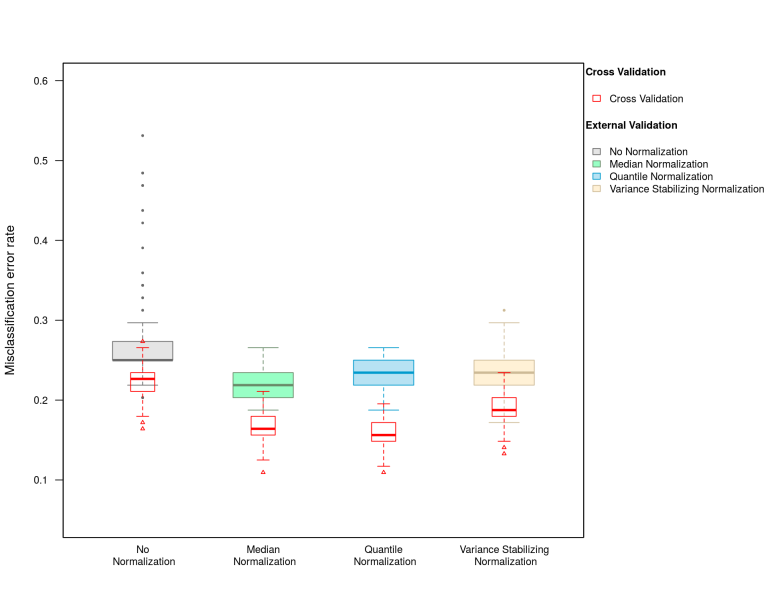 Misclassification error rate
0.6
0.5
0.4
0.3
0.2
0.1
No
Normalization
Median
Normalization
Quantile
Normalization
Variance Stabilizing
Normalization
Cross Validation
Cross Validation
External Validation
No Normalization
Median Normalization
Quantile Normalization
Variance Stabilizing Normalization